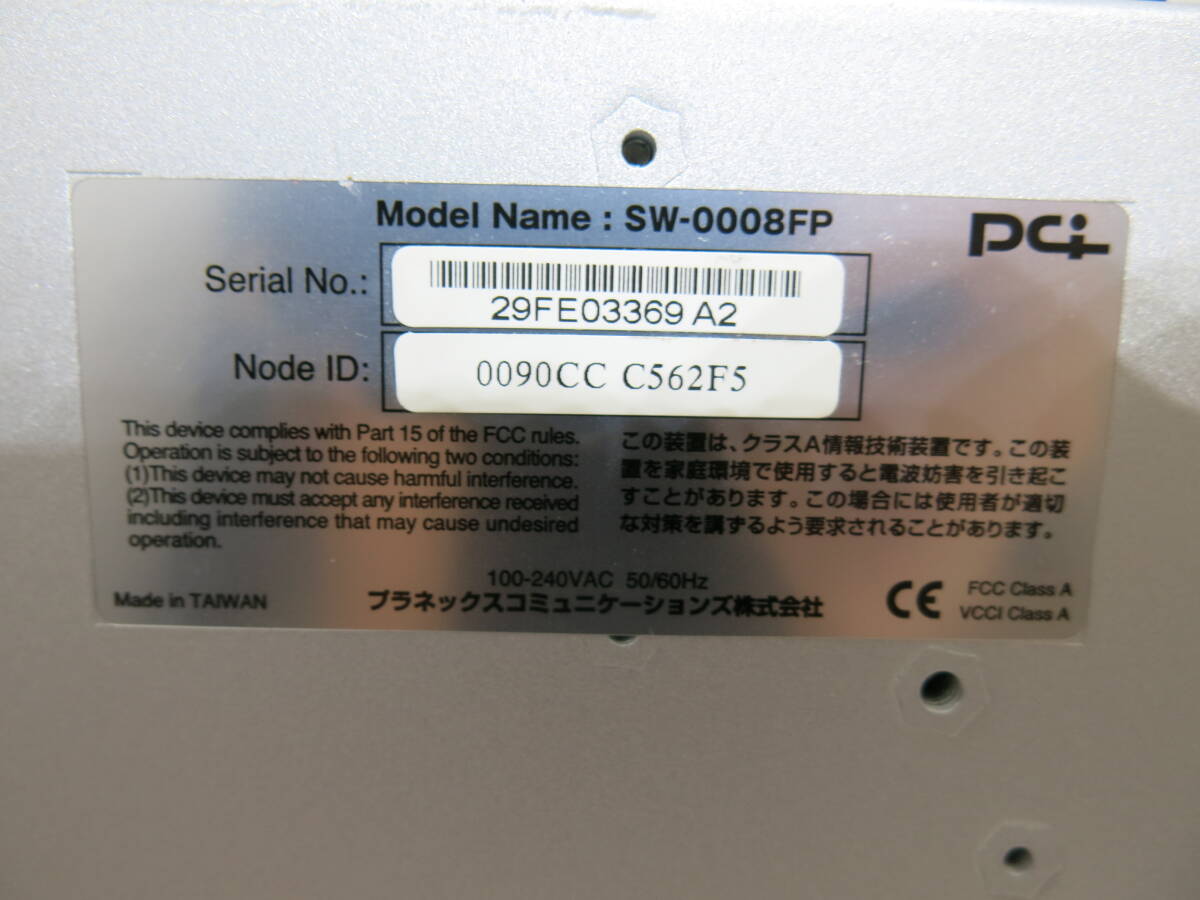 Model Name : SW-0008FP
PCi
Serial No.:
29FE03369 A2
Node ID:
0090CC C562F5
This device complies with Part 15 of the FCC rules.
Operation is subject to the following two conditions:
(1)This device may not cause harmful interference.
(2)This device must accept any interference received
including interference that may cause undesired
operation.
この装置は、クラスA情報技術装置です。この装
置を家庭環境で使用すると電波妨害を引き起こ
すことがあります。この場合には使用者が適切
な対策を講ずるよう要求されることがあります。
100-240VAC 50/60Hz
Made in TAIWAN
プラネックスコミュニケーションズ株式会社
CE
FCC Class A
VCCI Class A